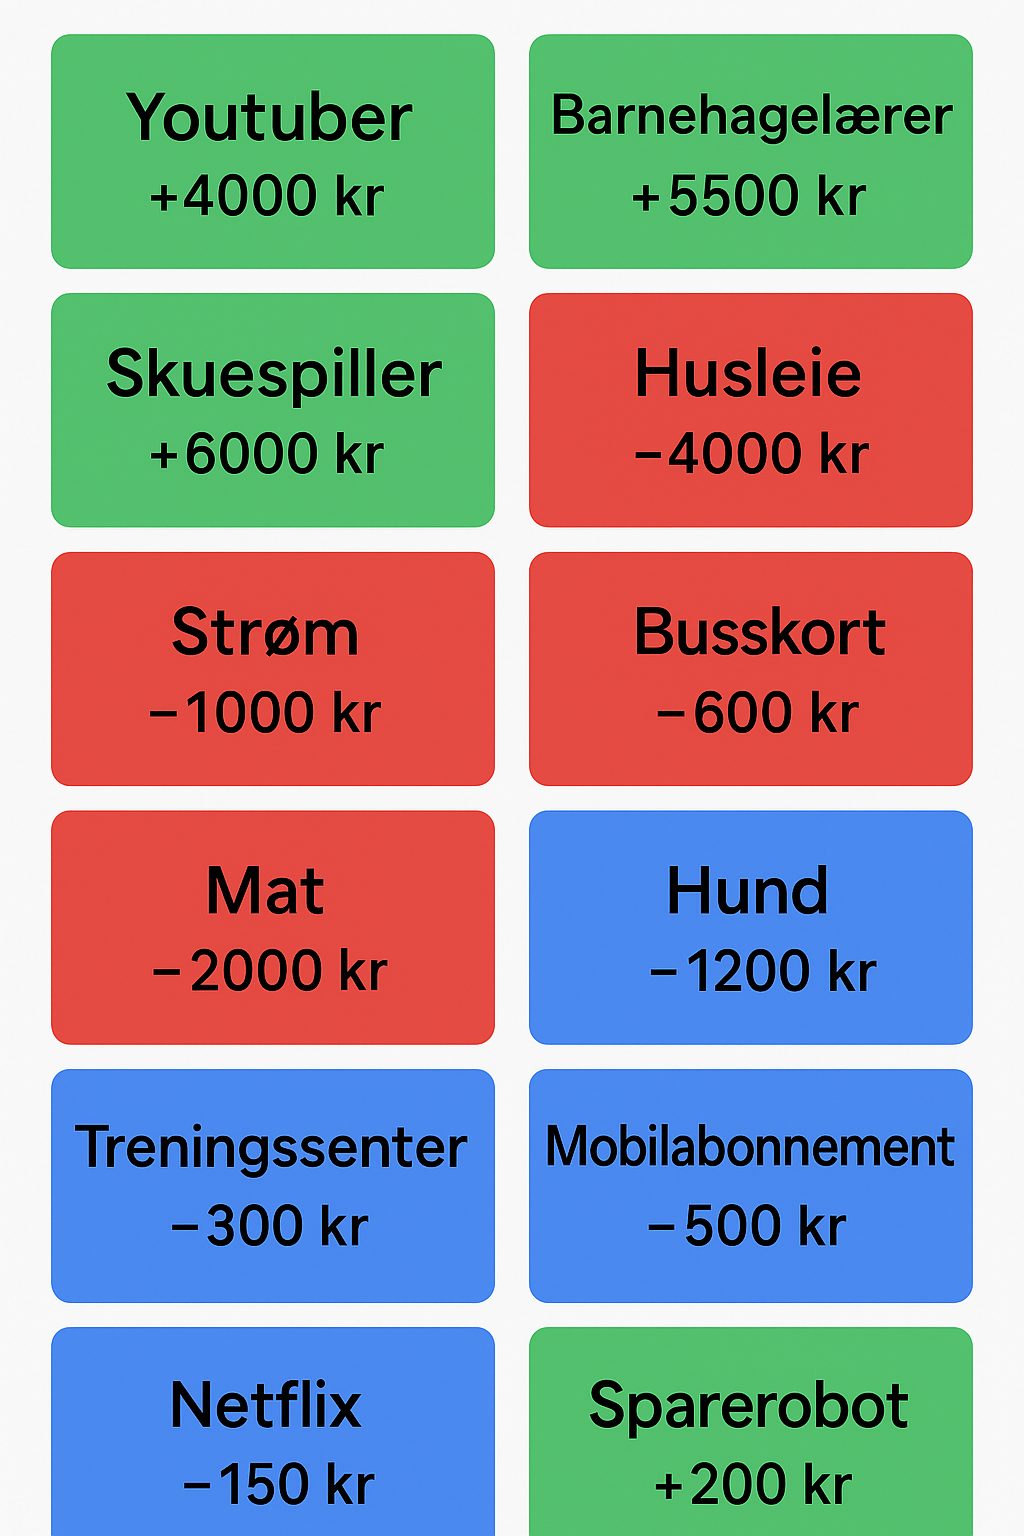 Youtuber
+4000 kr
Barnehagelærer
+5500 kr
Skuespiller
+6000 kr
Husleie
–4000 kr
Strøm
–1000 kr
Busskort
–600 kr
Mat
–2000 kr
Hund
–1200 kr
Treningssenter
–300 kr
Mobilabonnement
–500 kr
Netflix
–150 kr
Sparerobot
+200 kr